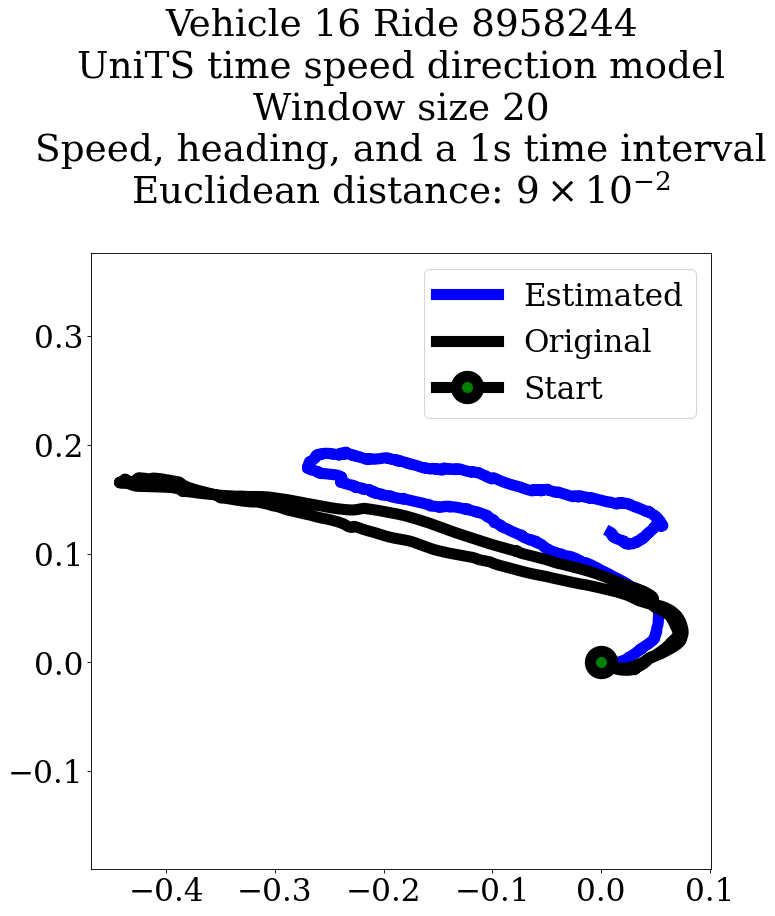 Vehicle 16 Ride 8958244
UniTS time speed direction model
Window size 20
Speed, heading, and a 1s time interval
Euclidean distance: 9 × 10⁻²
Estimated
Original
Start
0.3
0.2
0.1
0.0
−0.1
−0.4 −0.3 −0.2 −0.1 0.0 0.1